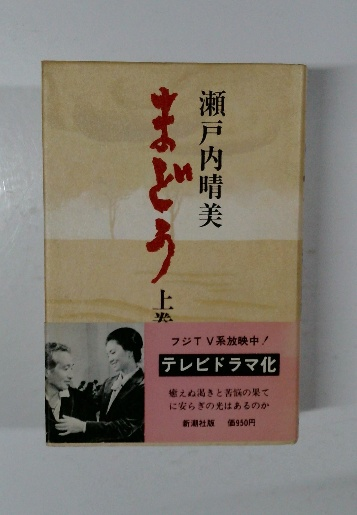 瀬戸内晴美
まどう
上巻
フジTV系放映中!
テレビドラマ化
癒えぬ渇きと苦悩の果て
に安らぎの光はあるのか
新潮社版 価950円